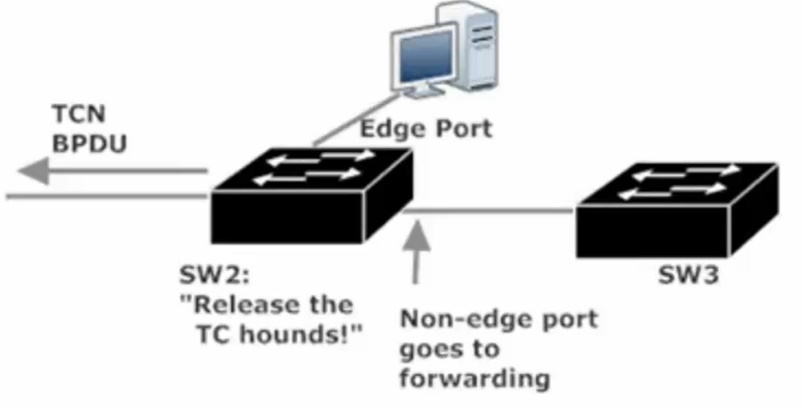 TCN
BPDU
Edge Port
SW2:
"Release the
TC hounds!"
SW3
Non-edge port
goes to
forwarding